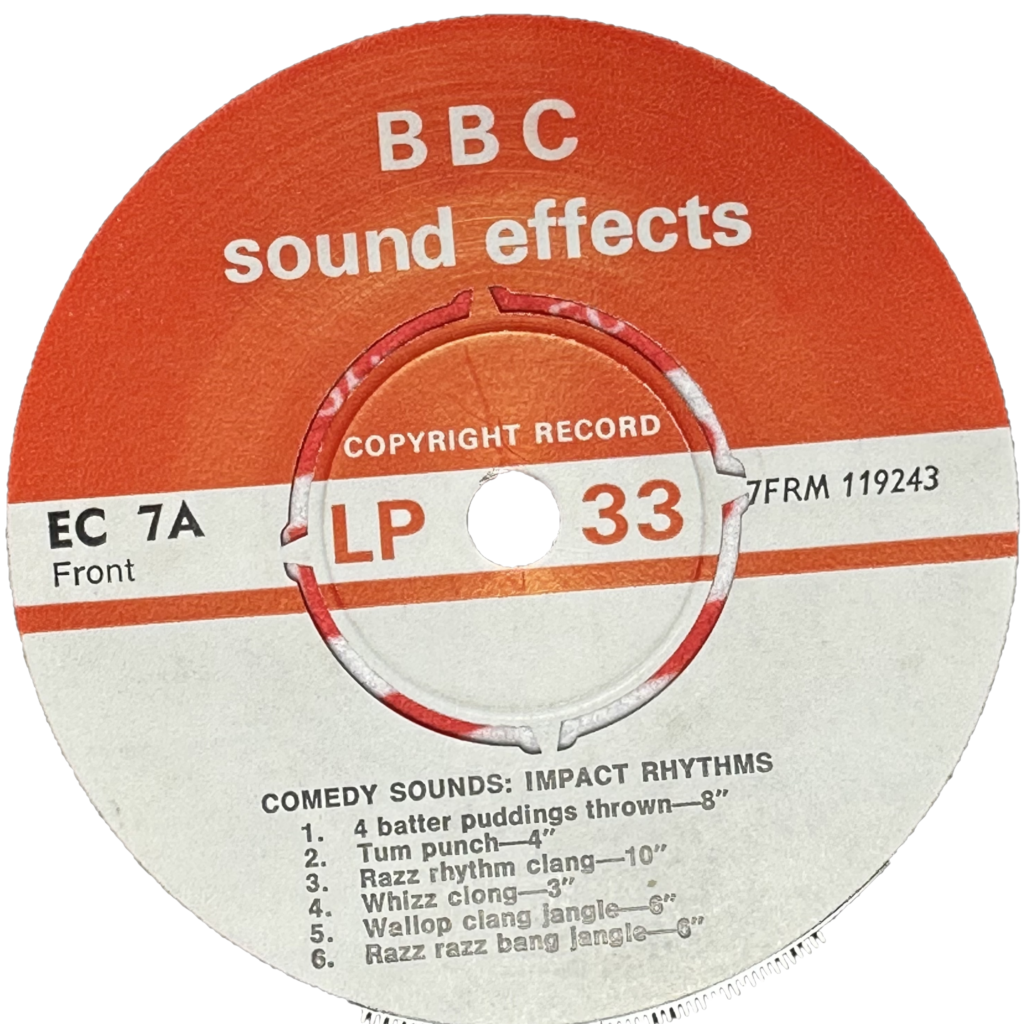 BBC
sound effects
COPYRIGHT RECORD
EC 7A
Front
LP 33
7FRM 119243
COMEDY SOUNDS: IMPACT RHYTHMS
1. 4 batter puddings thrown—8”
2. Tum punch—4”
3. Razz rhythm clang—10”
4. Whizz clong—3”
5. Wallop clang jangle—6”
6. Razz razz bang jangle—6”